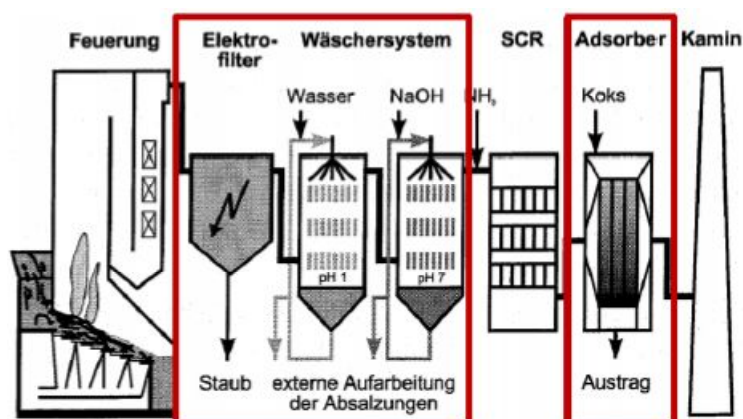 Feuerung
Elektro-
filter
Wäschersystem
SCR
Adsorber
Kamin
Wasser
NaOH
NH₃
Koks
pH 1
pH 7
Staub
externe Aufarbeitung
der Absalzungen
Austrag